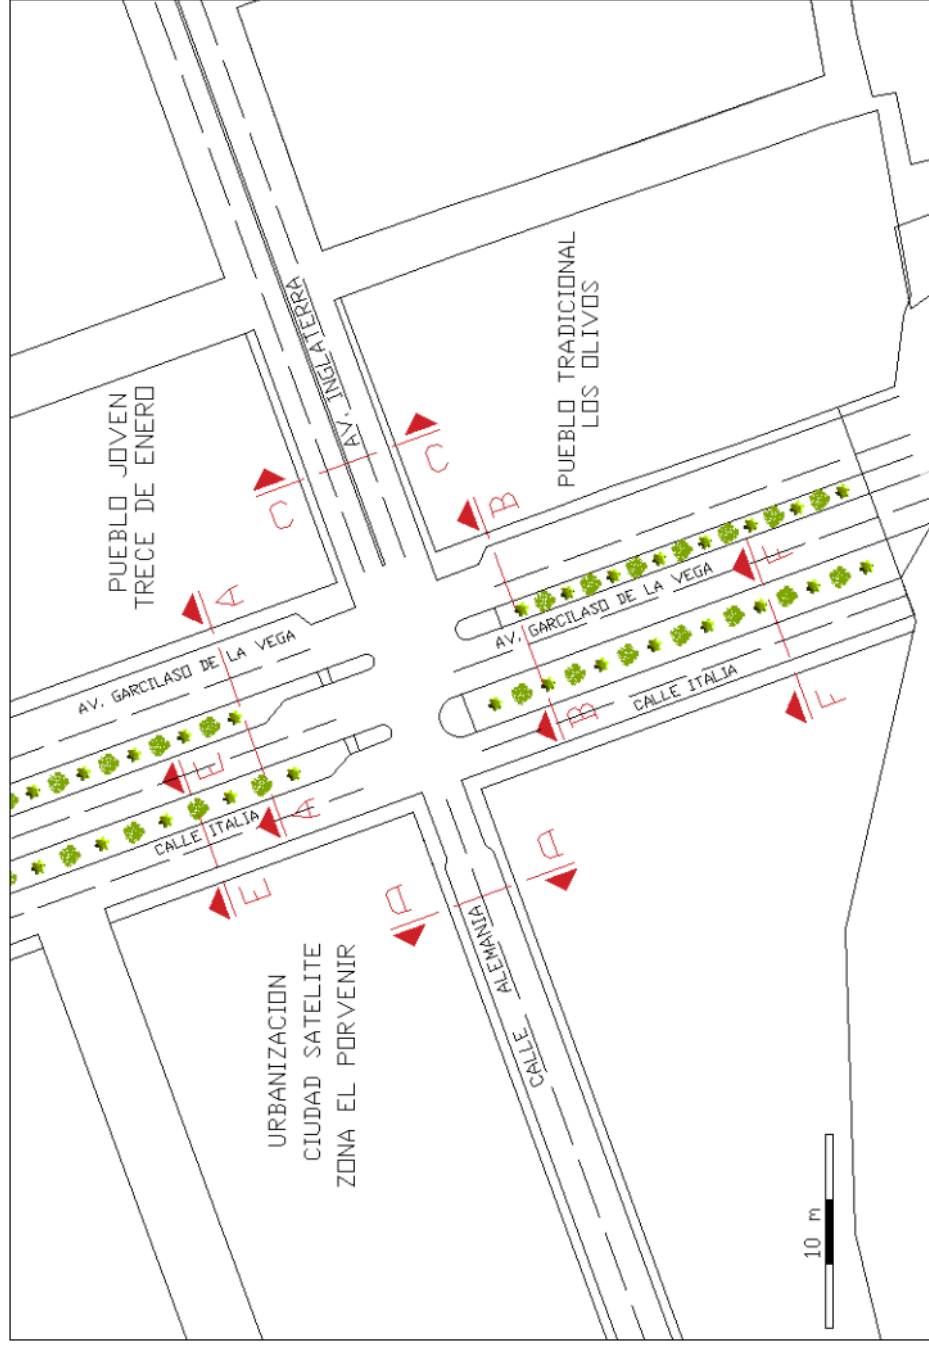 PUEBLO JOVEN
TRECE DE ENERO
AV. GARCILASO DE LA VEGA
CALLE ITALIA
A
A
E
E
C
C
AV. INGLATERRA
URBANIZACION
CIUDAD SATELITE
ZONA EL PORVENIR
D
D
CALLE ALEMANIA
B
B
PUEBLO TRADICIONAL
LOS OLIVOS
AV. GARCILASO DE LA VEGA
CALLE ITALIA
F
F
10 m